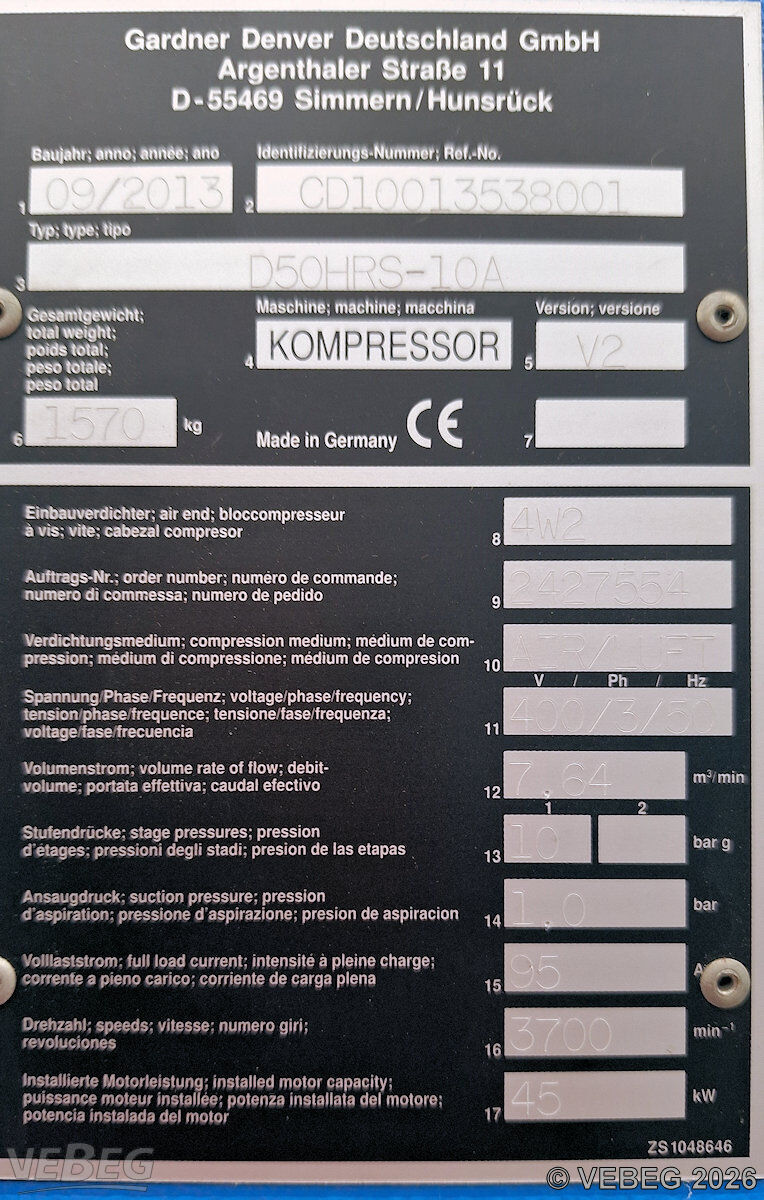 Gardner Denver Deutschland GmbH
Argenthaler Straße 11
D-55469 Simmern/Hunsrück
Baujahr; anno; année; ano
Identifizierungs-Nummer; Ref.-No.
1 09/2013
2 CD10013538001
Typ; type; tipo
3 D50HRS-10A
Gesamtgewicht;
total weight;
poids total;
peso totale;
peso total
Maschine; machine; macchina
4 KOMPRESSOR
Version; versione
5 V2
6 1570 kg
Made in Germany CE
7
Einbauverdichter; air end; bloccompresseur
à vis; vite; cabezal compresor
8 4W2
Auftrags-Nr.; order number; numéro de commande;
numero di commessa; numero de pedido
9 2427554
Verdichtungsmedium; compression medium; médium de com-
pression; médium di compressione; médium de compresion
10 AIR/LUFT
V / Ph / Hz
Spannung/Phase/Frequenz; voltage/phase/frequency;
tension/phase/frequence; tensione/fase/frequenza;
voltage/fase/frecuencia
11 400/3/50
Volumenstrom; volume rate of flow; debit-
volume; portata effettiva; caudal efectivo
12 7,64 m³/min
1 2
Stufendrücke; stage pressures; pression
d'étages; pressioni degli stadi; presion de las etapas
13 10 bar g
Ansaugdruck; suction pressure; pression
d'aspiration; pressione d'aspirazione; presion de aspiracion
14 1,0 bar
Volllaststrom; full load current; intensité à pleine charge;
corrente a pieno carico; corriente de carga plena
15 95 A
Drehzahl; speeds; vitesse; numero giri;
revoluciones
16 3700 min⁻¹
Installierte Motorleistung; installed motor capacity;
puissance moteur installée; potenza installata del motore;
potencia instalada del motor
17 45 kW
ZS1048646
VEBEG
© VEBEG 2026